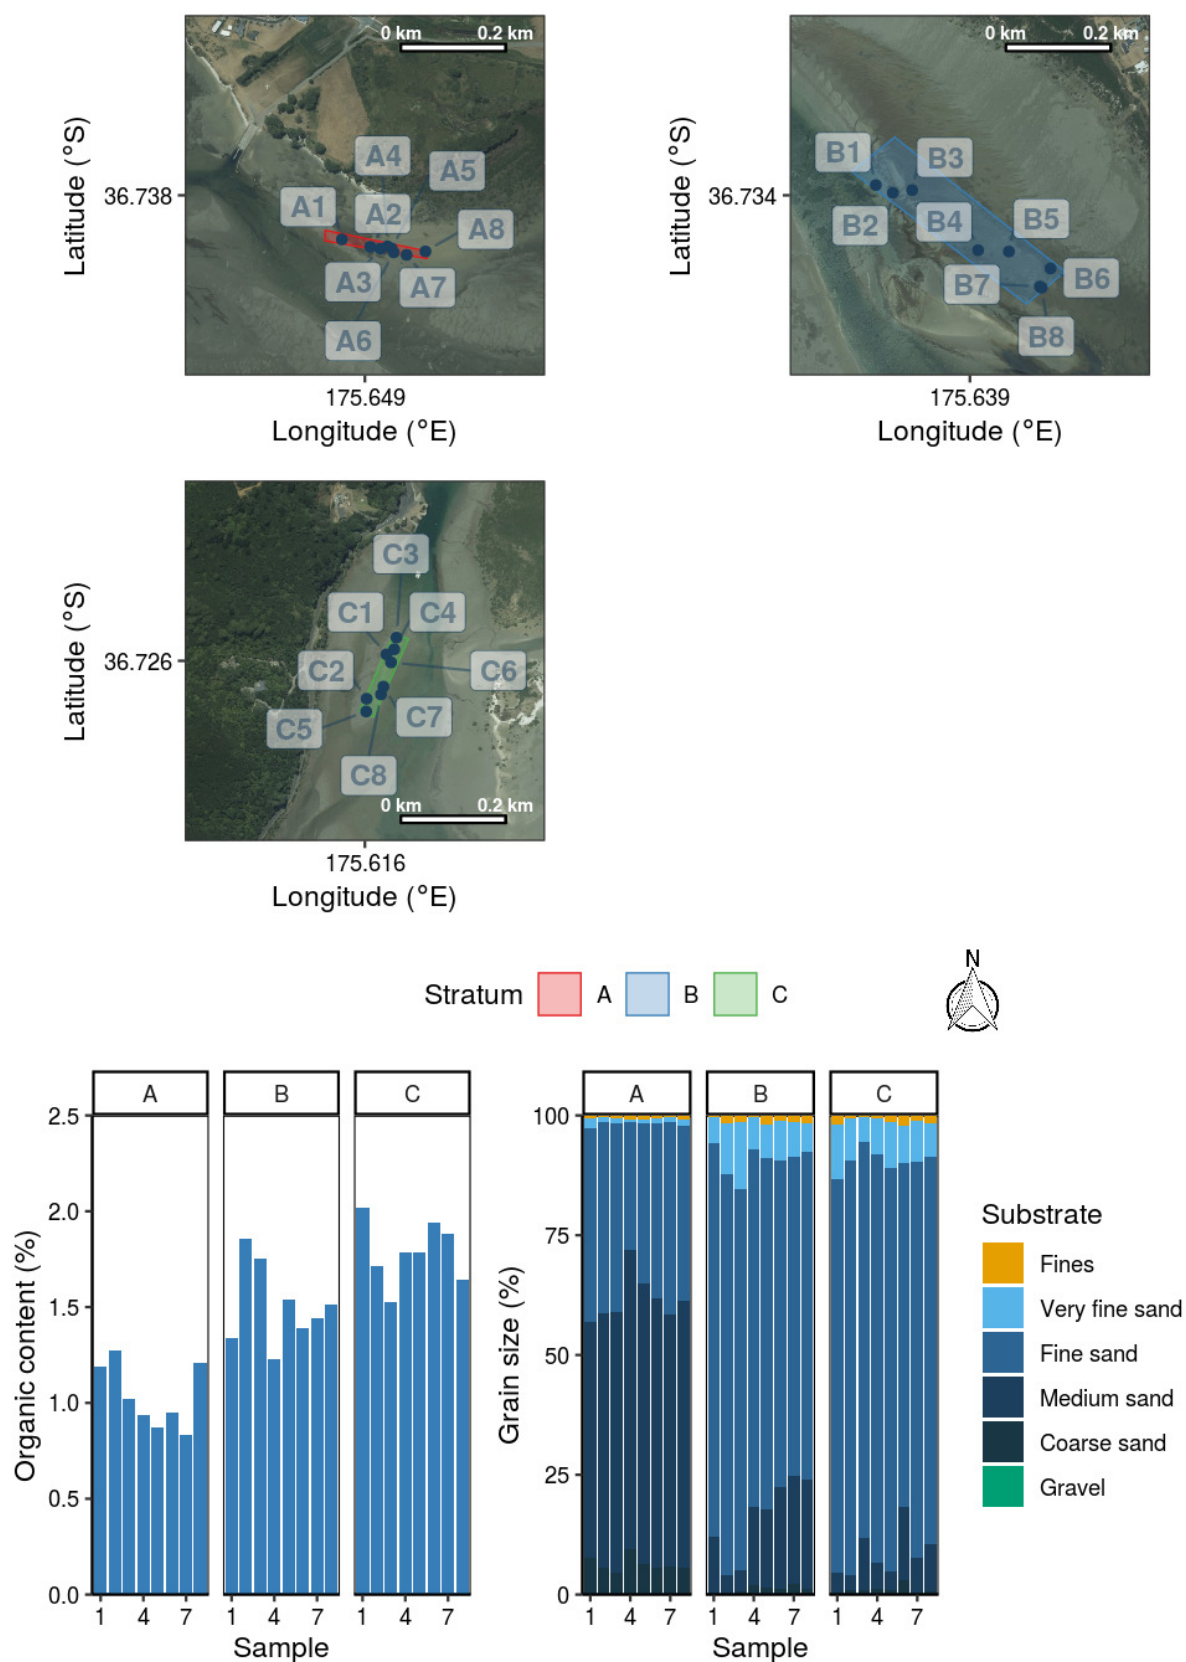 0 km 0.2 km
A4
A5
A1
A2
A8
A3
A7
A6
36.738
Latitude (°S)
175.649
Longitude (°E)
0 km 0.2 km
B1
B3
B2
B4
B5
B7
B6
B8
36.734
Latitude (°S)
175.639
Longitude (°E)
C3
C1
C4
C2
C6
C5
C7
C8
0 km 0.2 km
36.726
Latitude (°S)
175.616
Longitude (°E)
Stratum A B C
N
A B C
2.5
2.0
1.5
1.0
0.5
0.0
Organic content (%)
1 4 7 1 4 7 1 4 7
Sample
A B C
100
75
50
25
0
Grain size (%)
1 4 7 1 4 7 1 4 7
Sample
Substrate
Fines
Very fine sand
Fine sand
Medium sand
Coarse sand
Gravel